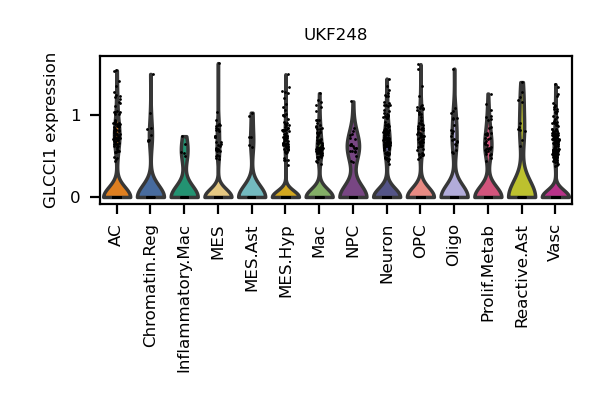 UKF248
GLCCI1 expression
1
0
AC
Chromatin.Reg
Inflammatory.Mac
MES
MES.Ast
MES.Hyp
Mac
NPC
Neuron
OPC
Oligo
Prolif.Metab
Reactive.Ast
Vasc